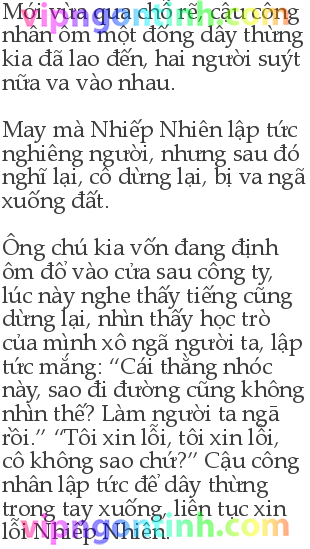 vipngontinh.com
Mới vừa qua chỗ rẽ, cậu công
nhân ôm một đống dây thừng
kia đã lao đến, hai người suýt
nữa va vào nhau.
May mà Nhiếp Nhiên lập tức
nghiêng người, nhưng sau đó
nghĩ lại, cô dừng lại, bị va ngã
xuống đất.
Ông chú kia vốn đang định
ôm đồ vào cửa sau công ty,
lúc này nghe thấy tiếng cũng
dừng lại, nhìn thấy học trò
của mình xô ngã người ta, lập
tức mắng: “Cái thằng nhóc
này, sao đi đường cũng không
nhìn thế? Làm người ta ngã
rồi.” “Tôi xin lỗi, tôi xin lỗi,
cô không sao chứ?” Cậu công
nhân lập tức để dây thừng
trong tay xuống, liên tục xin
lỗi Nhiếp Nhiên.
vipngontinh.com